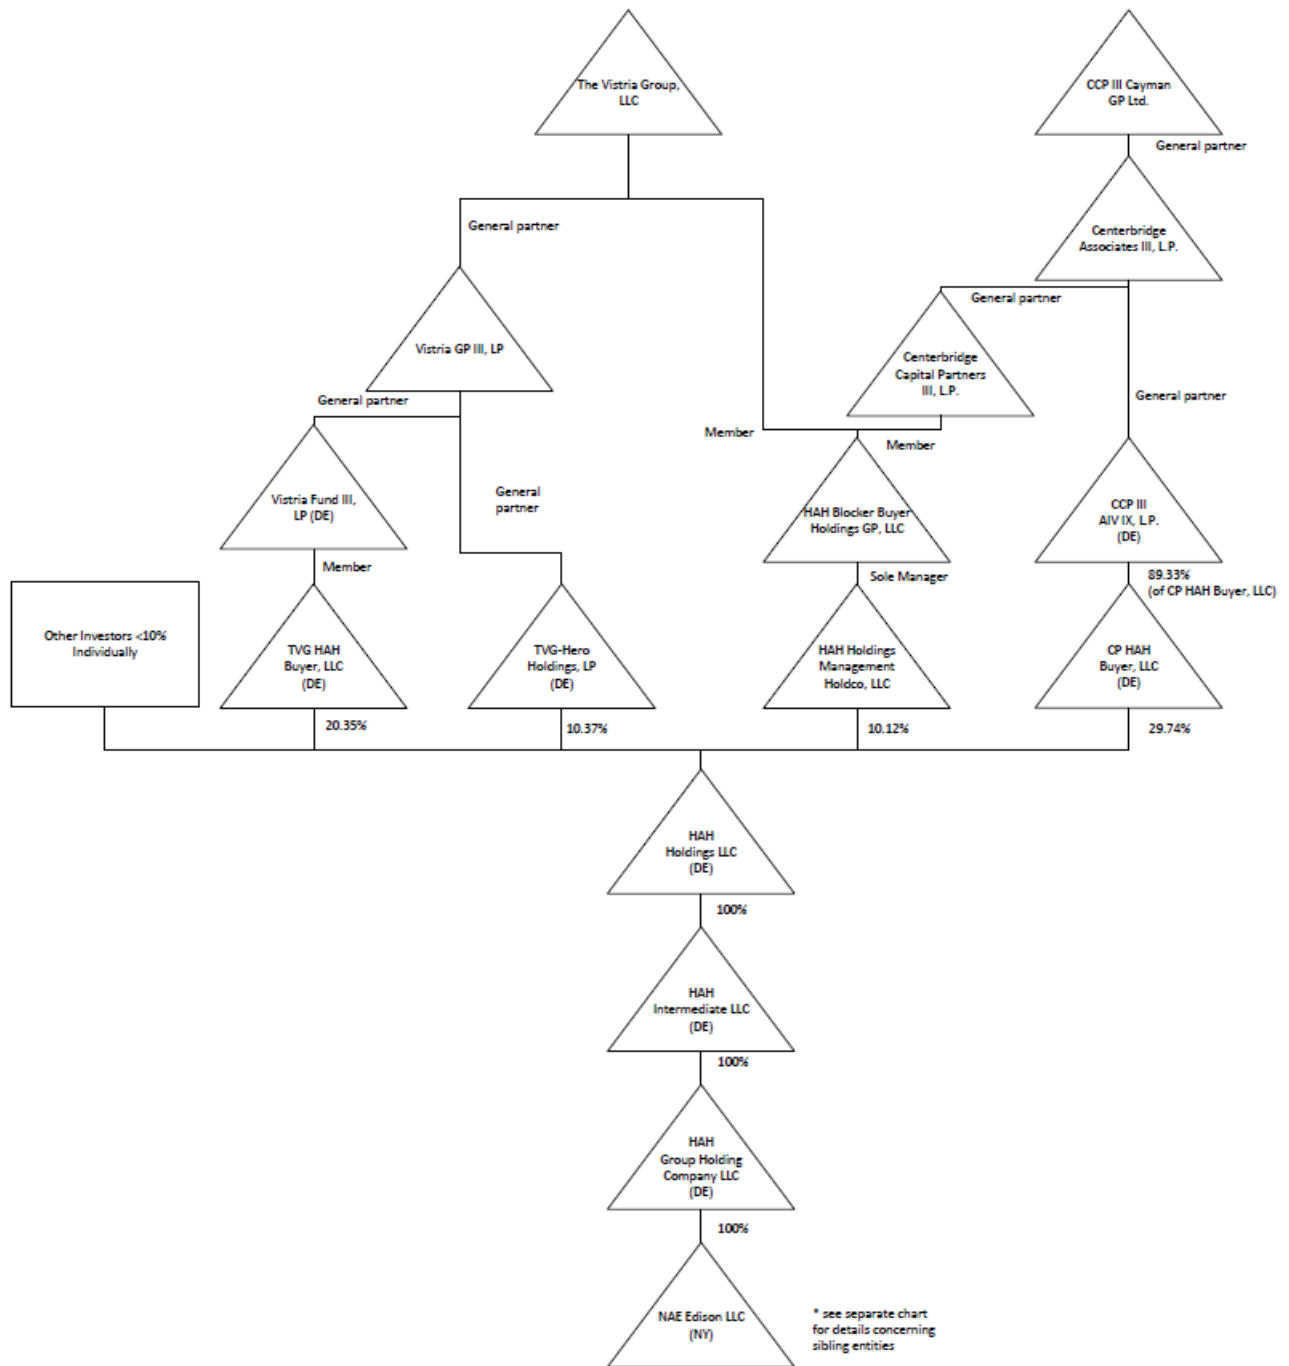 The Vistria Group,
LLC
CCP III Cayman
GP Ltd.
General partner
Centerbridge
Associates III, L.P.
General partner
General partner
Vistria GP III, LP
Centerbridge
Capital Partners
III, L.P.
General partner
General partner
Member
Member
Vistria Fund III,
LP (DE)
General
partner
HAH Blocker Buyer
Holdings GP, LLC
CCP III
AIV IX, L.P.
(DE)
Member
Sole Manager
89.33%
(of CP HAH Buyer, LLC)
Other Investors <10%
Individually
TVG HAH
Buyer, LLC
(DE)
TVG-Hero
Holdings, LP
(DE)
HAH Holdings
Management
Holdco, LLC
CP HAH
Buyer, LLC
(DE)
20.35%
10.37%
10.12%
29.74%
HAH
Holdings LLC
(DE)
100%
HAH
Intermediate LLC
(DE)
100%
HAH
Group Holding
Company LLC
(DE)
100%
NAE Edison LLC
(NY)
* see separate chart
for details concerning
sibling entities